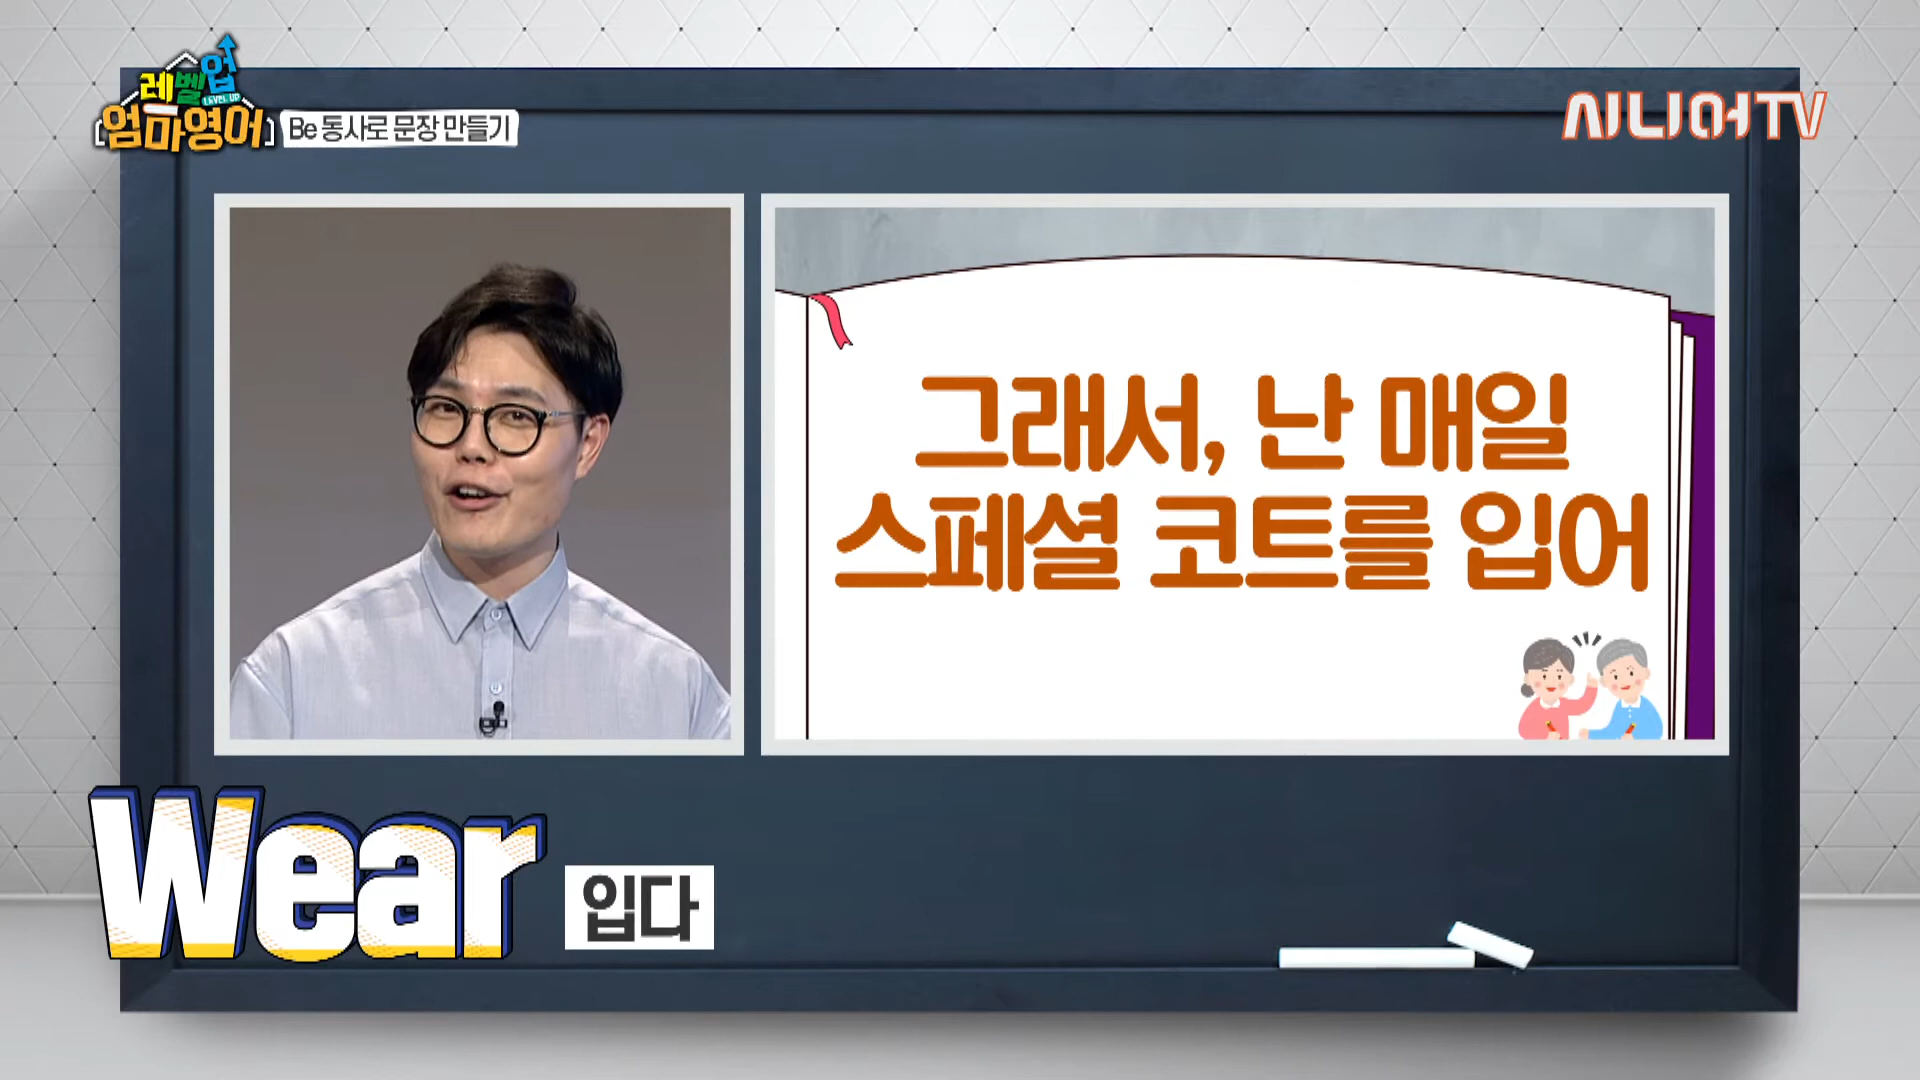 레벨업
LEVEL UP
엄마영어
Be 동사로 문장 만들기
시니어TV
그래서, 난 매일
스페셜 코트를 입어
Wear
입다